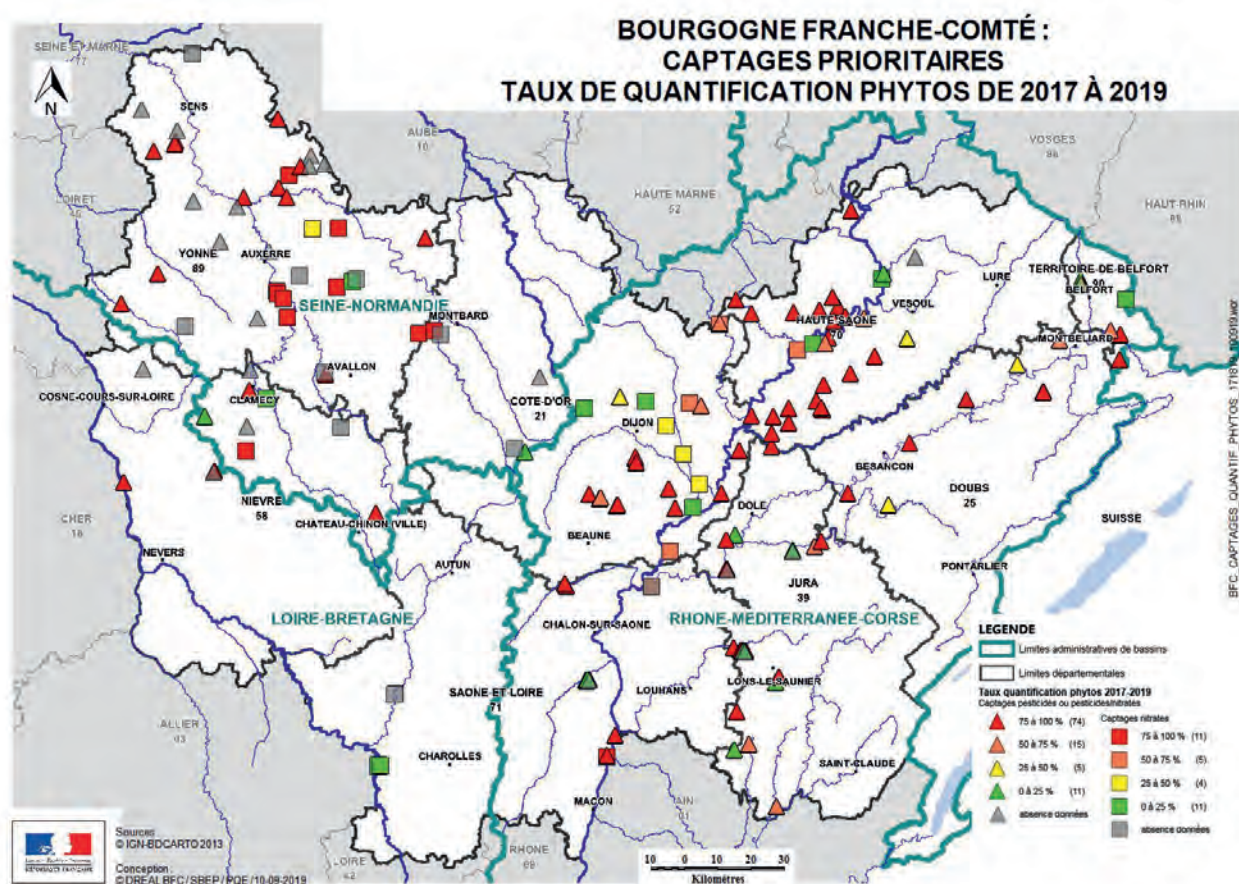 BOURGOGNE FRANCHE-COMTÉ :
CAPTAGES PRIORITAIRES
TAUX DE QUANTIFICATION PHYTOS DE 2017 À 2019
SEINE ET MARNE
77
N
SENS
AUBE
10
VOSGES
88
HAUTE MARNE
52
HAUT-RHIN
LOIRET
YONNE
89
AUXERRE
SEINE-NORMANDIE
MONTBARD
VESOUL
LURE
TERRITOIRE-DE-BELFORT
90
BELFORT
HAUTE-SAONE
70
MONTBELIARD
AVALLON
COSNE-COURS-SUR-LOIRE
CLAMECY
COTE-D'OR
21
DIJON
BESANCON
DOUBS
25
NIEVRE
58
CHER
18
CHATEAU-CHINON (VILLE)
DOLE
SUISSE
BEAUNE
NEVERS
AUTUN
PONTARLIER
JURA
39
LOIRE-BRETAGNE
CHALON-SUR-SAONE
RHONE-MEDITERRANEE-CORSE
SAONE-ET-LOIRE
71
LOUHANS
LONS-LE-SAUNIER
ALLIER
03
CHAROLLES
SAINT-CLAUDE
MACON
AIN
01
RHONE
69
LOIRE
42
LEGENDE
Limites administratives de bassins
Limites départementales
Taux quantification phytos 2017-2019
Captages pesticides ou pesticides/nitrates
75 à 100 % (74)
50 à 75 % (15)
25 à 50 % (5)
0 à 25 % (11)
absence données
Captages nitrates
75 à 100 % (11)
50 à 75 % (5)
25 à 50 % (4)
0 à 25 % (11)
absence données
10 0 10 20 30
Kilomètres
Sources
© IGN-BDCARTO 2013
Conception :
© DREAL BFC / SBEP / PQE / 10-09-2019
RÉPUBLIQUE FRANÇAISE